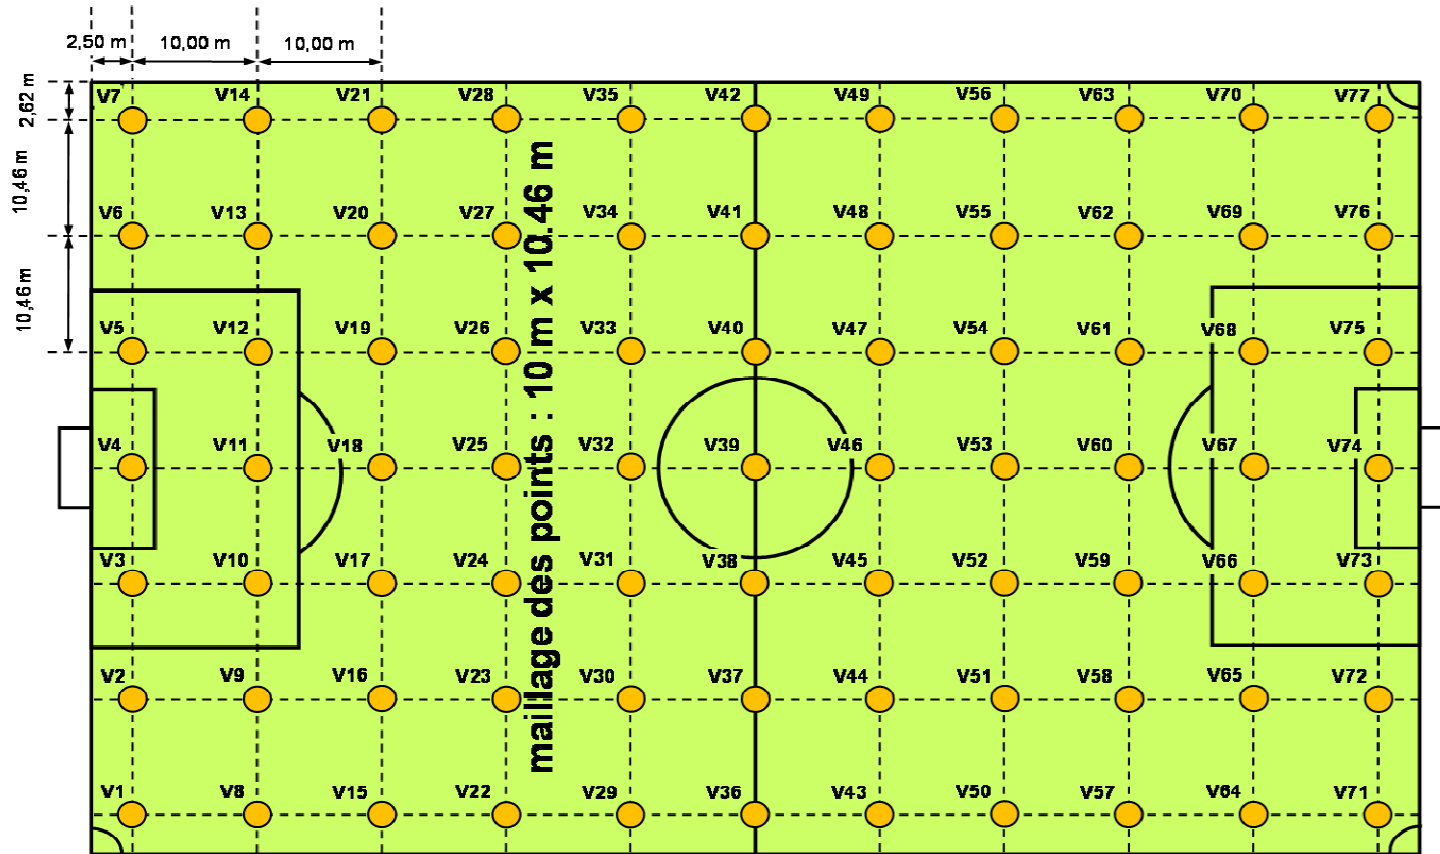 2,50 m 10,00 m 10,00 m
2,62 m
10,46 m
10,46 m
V7 V14 V21 V28 V35 V42 V49 V56 V63 V70 V77
V6 V13 V20 V27 V34 V41 V48 V55 V62 V69 V76
V5 V12 V19 V26 V33 V40 V47 V54 V61 V68 V75
V4 V11 V18 V25 V32 V39 V46 V53 V60 V67 V74
V3 V10 V17 V24 V31 V38 V45 V52 V59 V66 V73
V2 V9 V16 V23 V30 V37 V44 V51 V58 V65 V72
V1 V8 V15 V22 V29 V36 V43 V50 V57 V64 V71
maillage des points : 10 m x 10.46 m